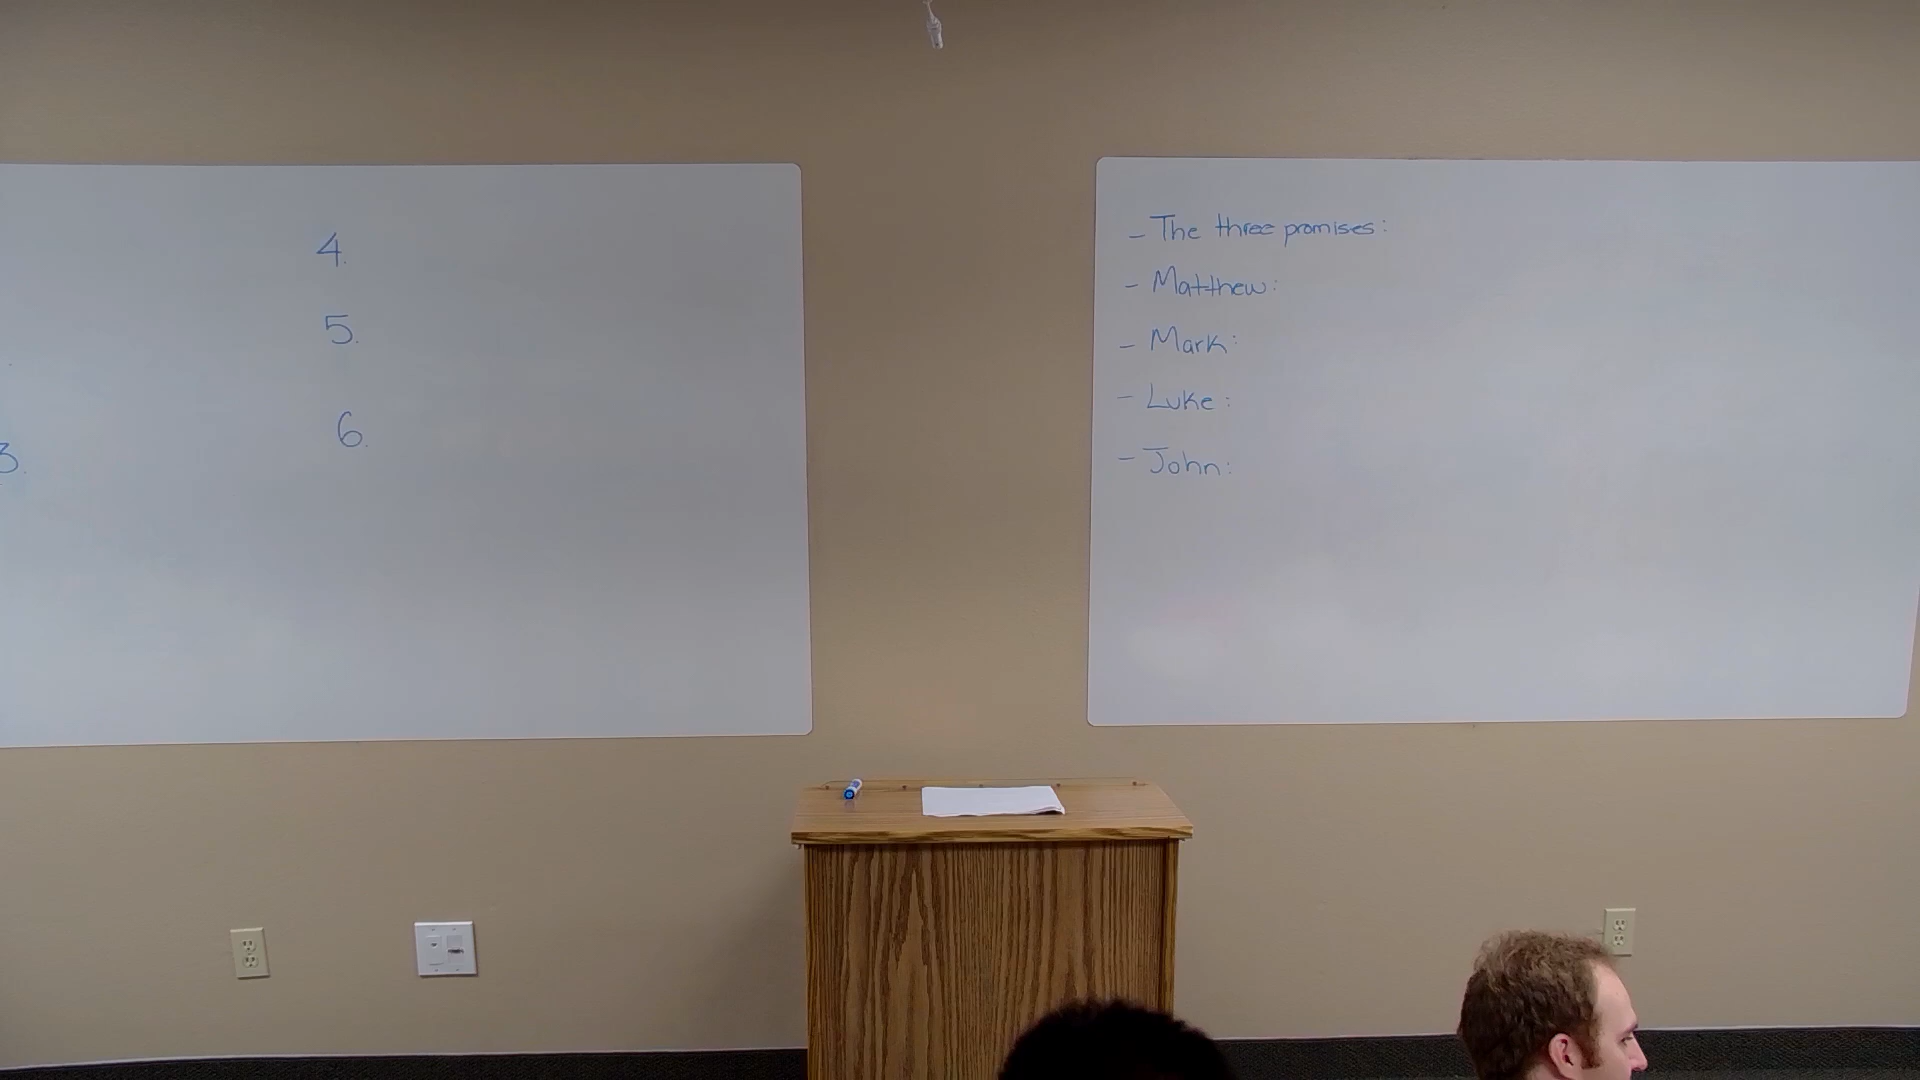 4.
5.
6.
3.
- The three promises:
- Matthew:
- Mark:
- Luke:
- John: